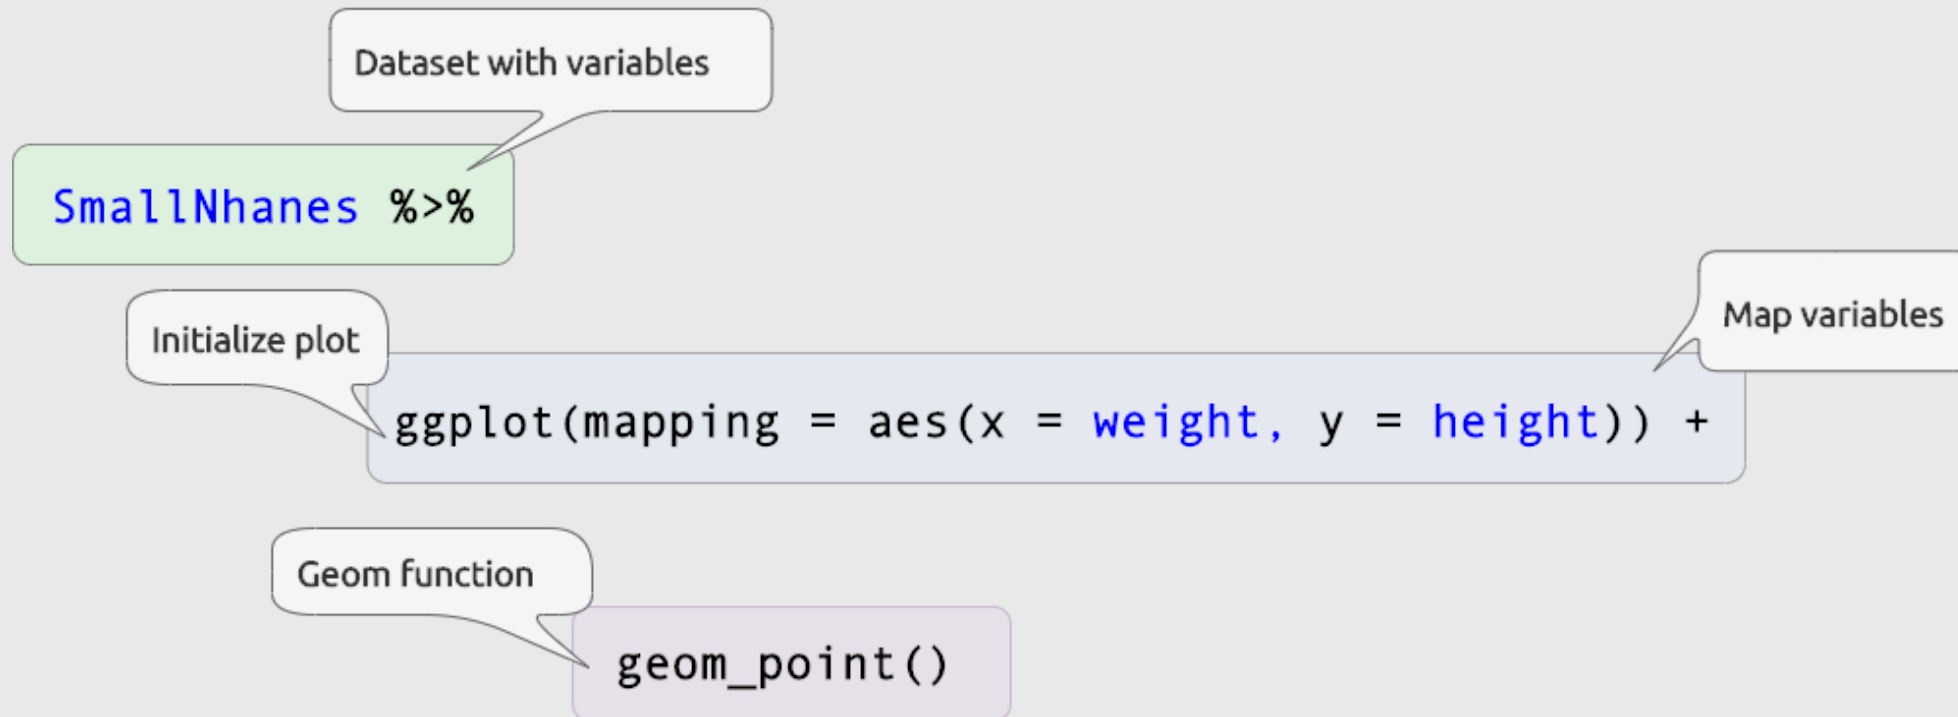 Dataset with variables
SmallNhanes %>%
Initialize plot
Map variables
ggplot(mapping = aes(x = weight, y = height)) +
Geom function
geom_point()